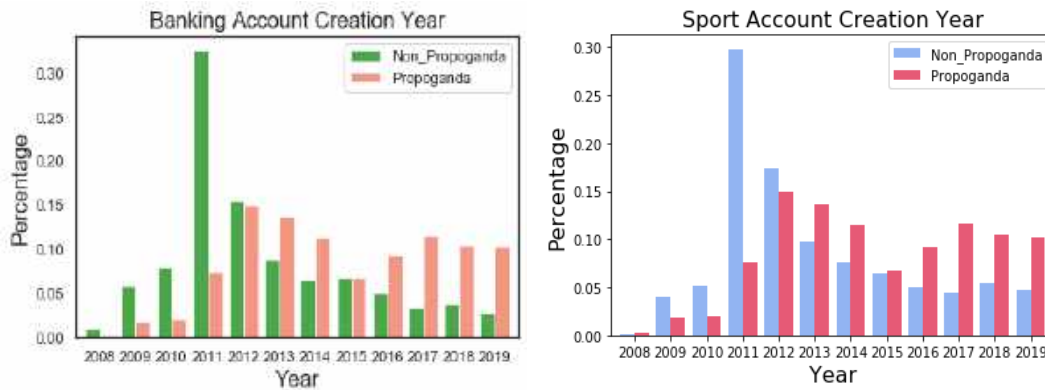 Banking Account Creation Year
Non_Propoganda
Propoganda
0.30
0.25
0.20
0.15
0.10
0.05
0.00
Percentage
2008 2009 2010 2011 2012 2013 2014 2015 2016 2017 2018 2019
Year
Sport Account Creation Year
Non_Propoganda
Propoganda
0.30
0.25
0.20
0.15
0.10
0.05
0.00
Percentage
2008 2009 2010 2011 2012 2013 2014 2015 2016 2017 2018 2019
Year